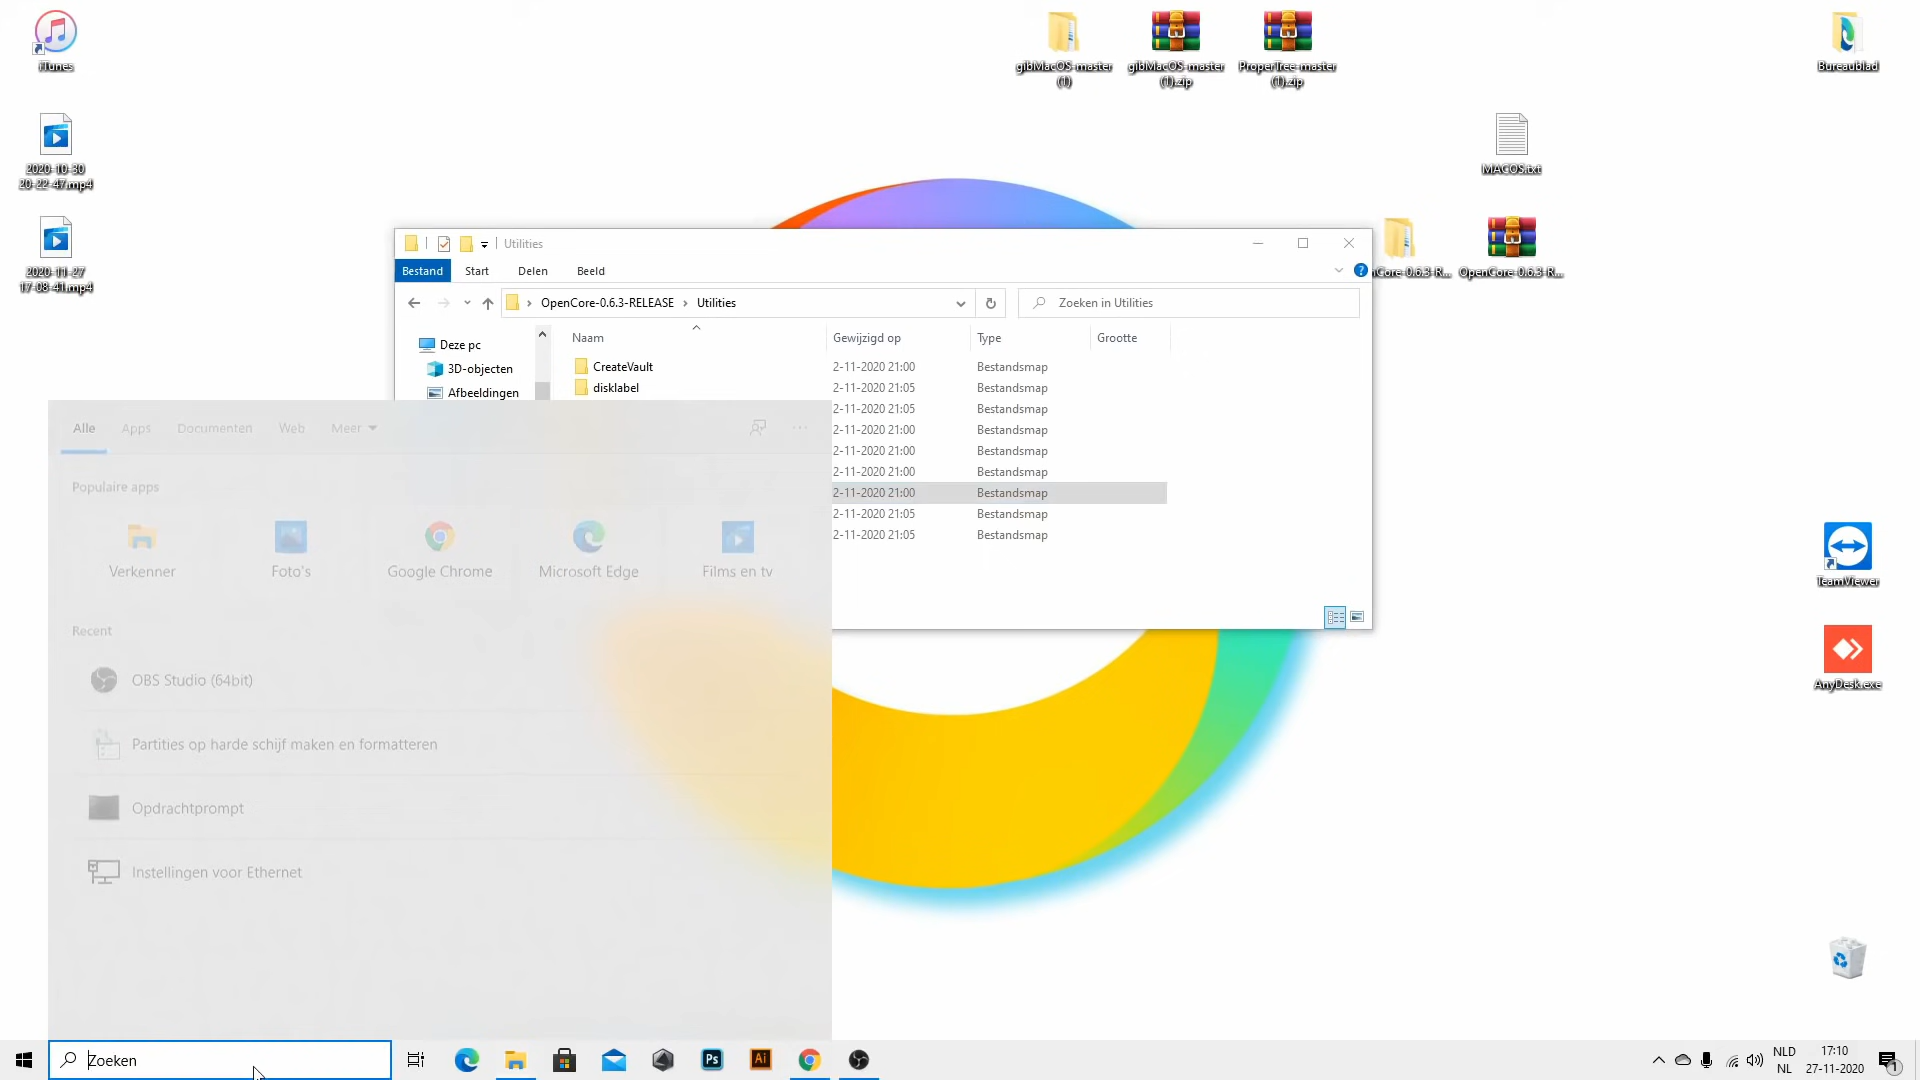 iTunes
gibMacOS-master
(1)
gibMacOS-master
(1).zip
ProperTree-master
(1).zip
Bureaublad
2020-10-30
20-22-47.mp4
MACOS.txt
2020-11-27
17-08-41.mp4
OpenCore-0.6.3-R...
Utilities
Bestand
Start
Delen
Beeld
OpenCore-0.6.3-RELEASE
Utilities
Zoeken in Utilities
Deze pc
3D-objecten
Afbeeldingen
Naam
Gewijzigd op
Type
Grootte
CreateVault
2-11-2020 21:00
Bestandsmap
disklabel
2-11-2020 21:05
Bestandsmap
2-11-2020 21:05
Bestandsmap
2-11-2020 21:00
Bestandsmap
2-11-2020 21:00
Bestandsmap
2-11-2020 21:00
Bestandsmap
2-11-2020 21:00
Bestandsmap
2-11-2020 21:05
Bestandsmap
2-11-2020 21:05
Bestandsmap
Alle
Apps
Documenten
Web
Meer
Populaire apps
Verkenner
Foto's
Google Chrome
Microsoft Edge
Films en tv
Recent
OBS Studio (64bit)
Partities op harde schijf maken en formatteren
Opdrachtprompt
Instellingen voor Ethernet
TeamViewer
AnyDesk.exe
Zoeken
Ps
Ai
NLD
NL
17:10
27-11-2020
1